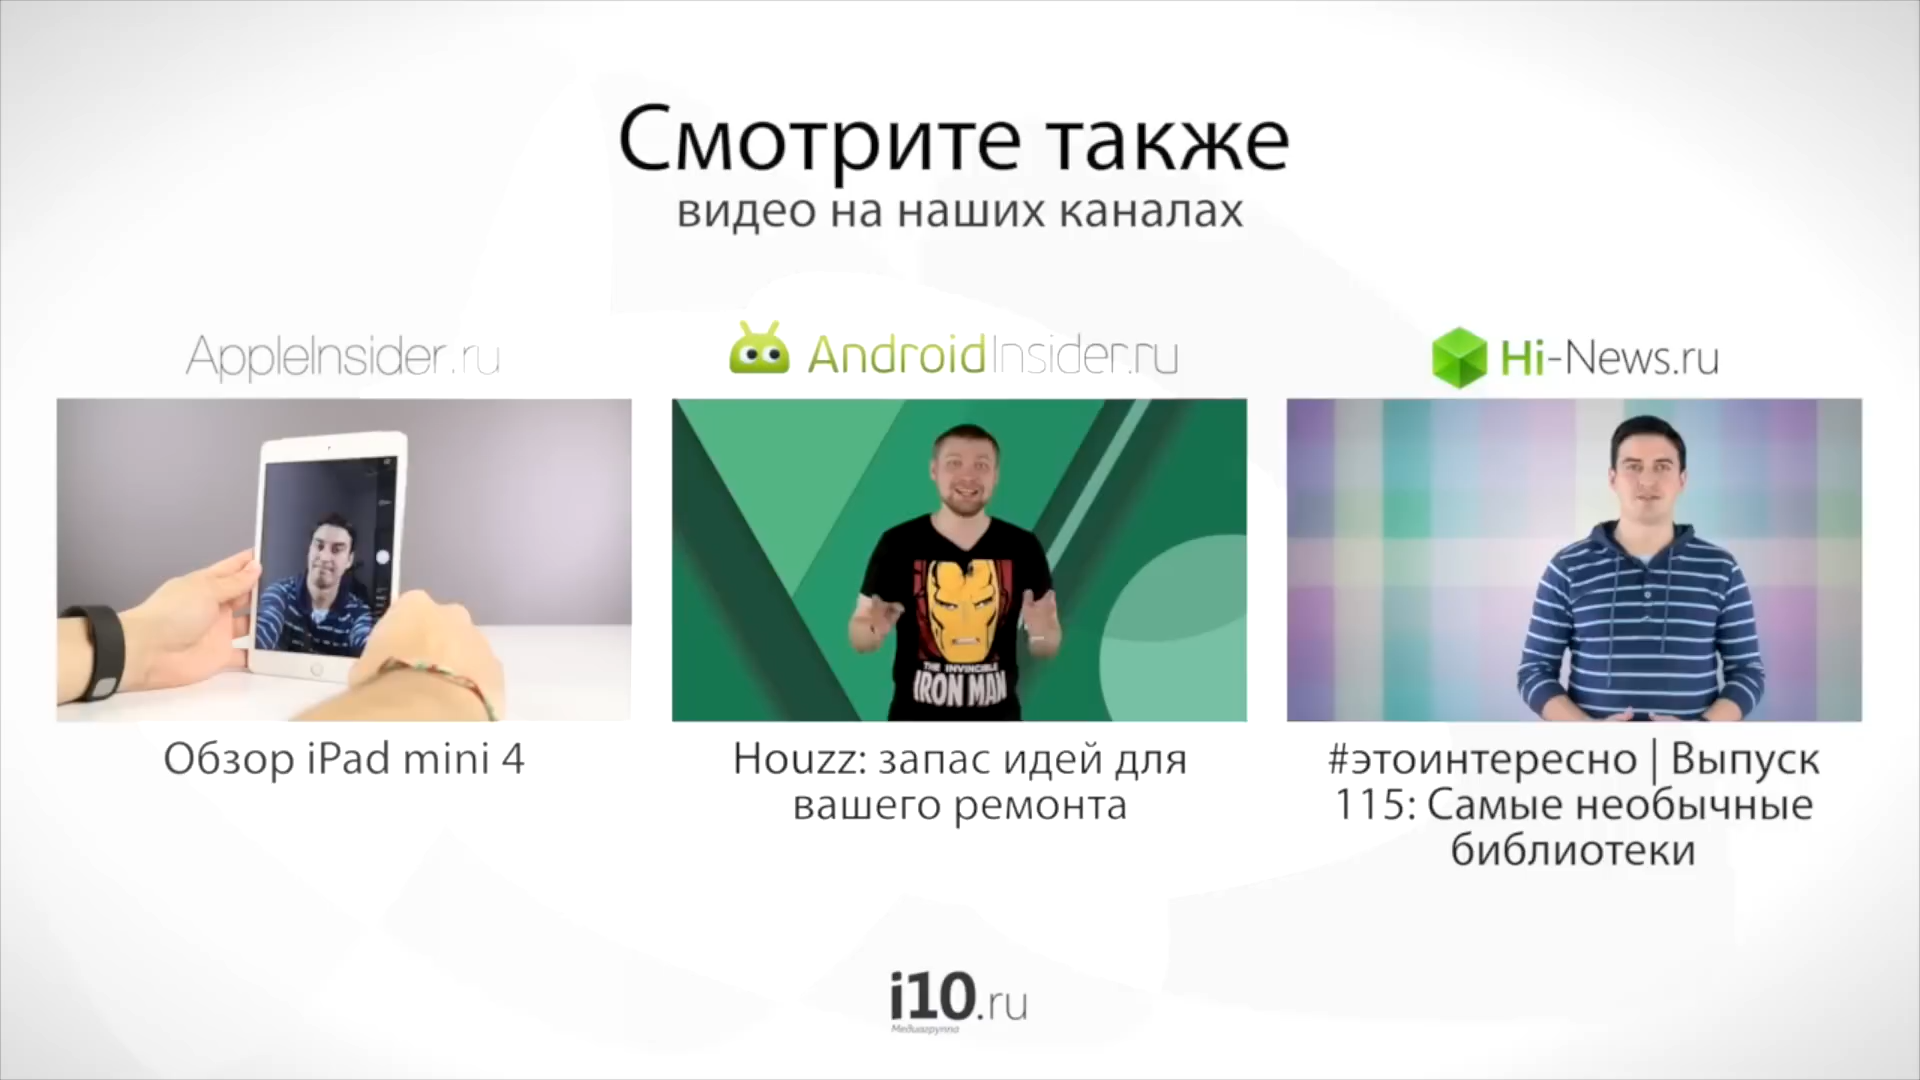 Смотрите также
видео на наших каналах
AppleInsider.ru
AndroidInsider.ru
Hi-News.ru
THE INVINCIBLE
IRON MAN
Обзор iPad mini 4
Houzz: запас идей для
вашего ремонта
#этоинтересно | Выпуск
115: Самые необычные
библиотеки
i10.ru
Медиагруппа